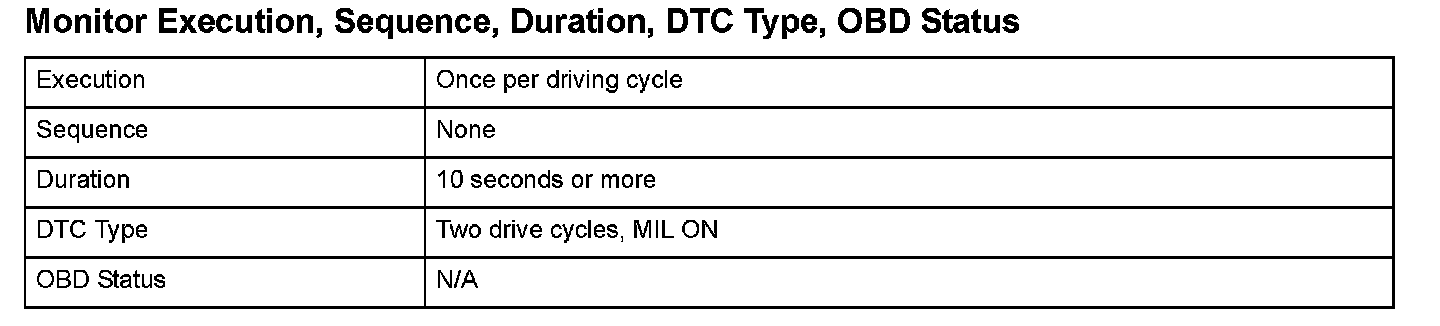 Monitor Execution, Sequence, Duration, DTC Type, OBD Status
Execution Once per driving cycle
Sequence None
Duration 10 seconds or more
DTC Type Two drive cycles, MIL ON
OBD Status N/A